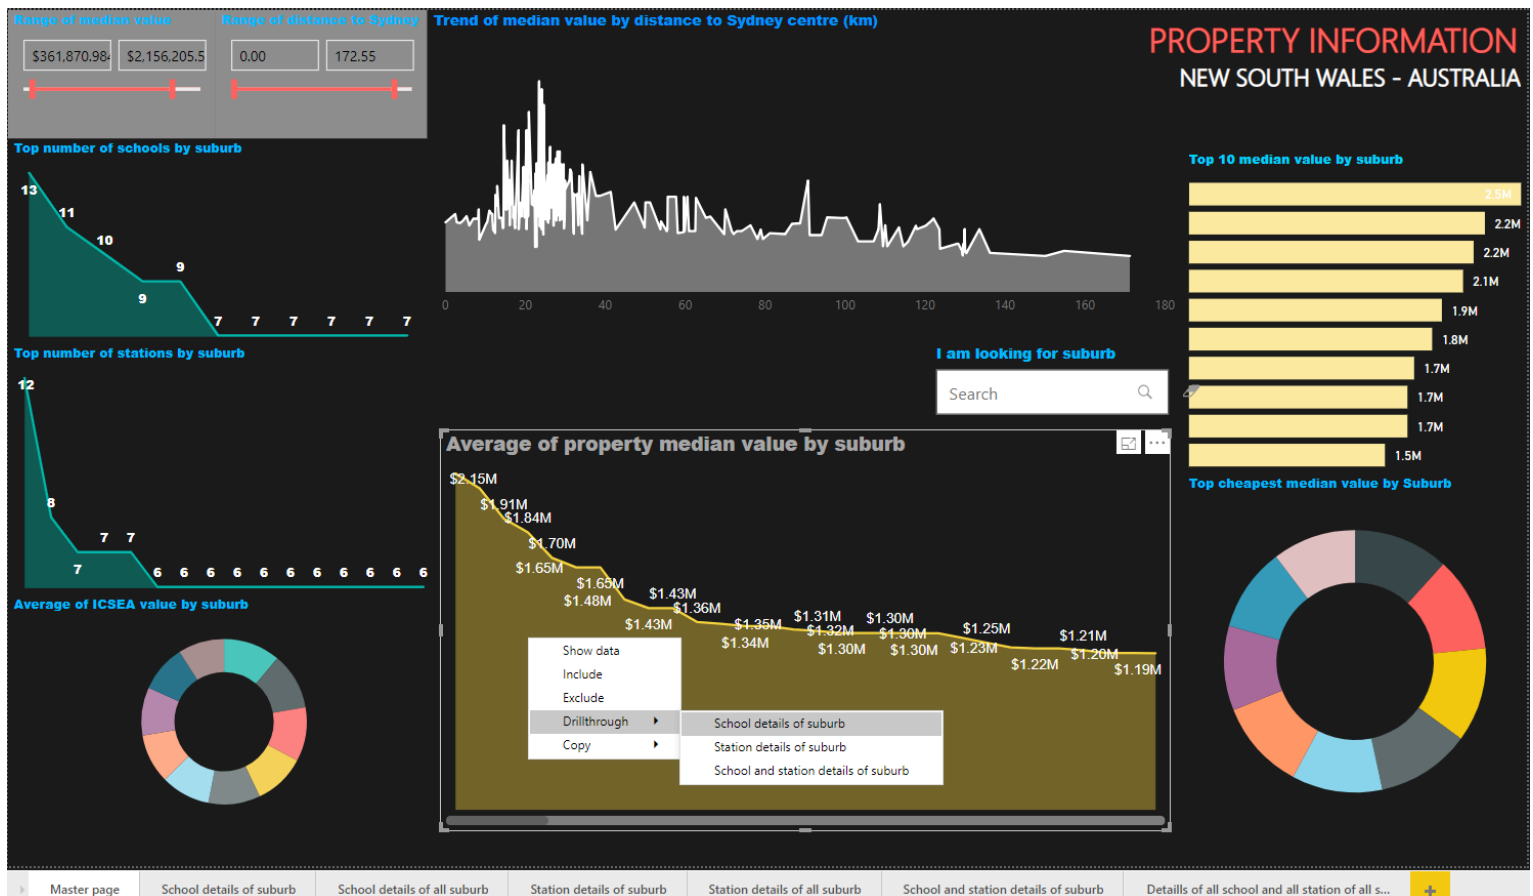 Range of median value
Range of distance to Sydney
$361,870.984
$2,156,205.5
0.00
172.55
Trend of median value by distance to Sydney centre (km)
0 20 40 60 80 100 120 140 160 180
PROPERTY INFORMATION
NEW SOUTH WALES - AUSTRALIA
Top number of schools by suburb
13
11
10
9
9
7 7 7 7 7 7
Top number of stations by suburb
12
8
7
7 7
6 6 6 6 6 6 6 6 6 6 6
Average of ICSEA value by suburb
I am looking for suburb
Search
Average of property median value by suburb
$2.15M
$1.91M
$1.84M
$1.70M
$1.65M
$1.65M
$1.48M
$1.43M
$1.43M
$1.36M
$1.34M
$1.35M
$1.31M
$1.32M
$1.30M
$1.30M
$1.30M
$1.30M
$1.23M
$1.25M
$1.22M
$1.21M
$1.20M
$1.19M
Show data
Include
Exclude
Drillthrough
Copy
School details of suburb
Station details of suburb
School and station details of suburb
Top 10 median value by suburb
2.5M
2.2M
2.2M
2.1M
1.9M
1.8M
1.7M
1.7M
1.7M
1.5M
Top cheapest median value by Suburb
Master page
School details of suburb
School details of all suburb
Station details of suburb
Station details of all suburb
School and station details of suburb
Detaills of all school and all station of all s...